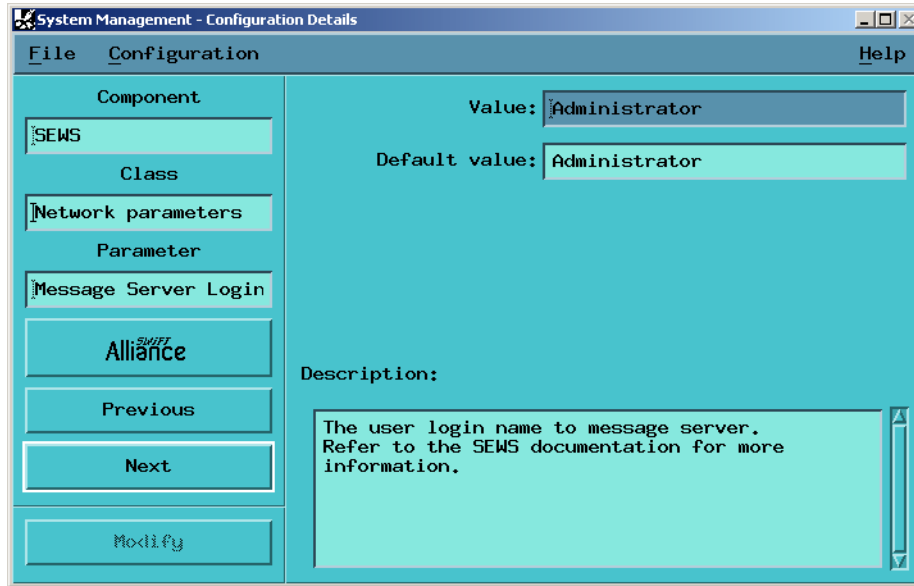 System Management - Configuration Details
File Configuration Help
Component
SEWS
Class
Network parameters
Parameter
Message Server Login
SWIFT
Alliance
Previous
Next
Modify
Value: Administrator
Default value: Administrator
Description:
The user login name to message server.
Refer to the SEWS documentation for more
information.